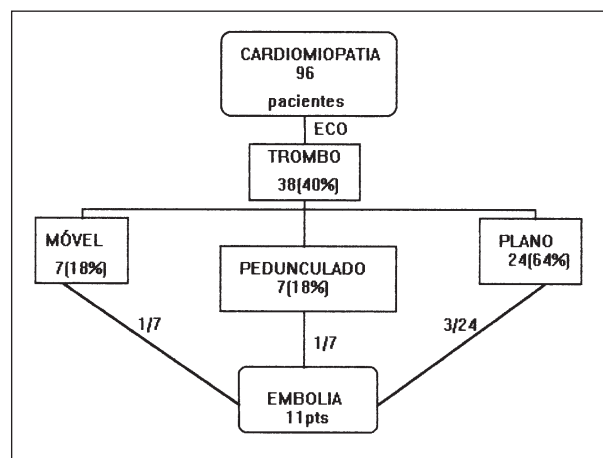 CARDIOMIOPATIA
96
pacientes
ECO
TROMBO
38(40%)
MÓVEL
7(18%)
PEDUNCULADO
7(18%)
PLANO
24(64%)
1/7
1/7
3/24
EMBOLIA
11pts